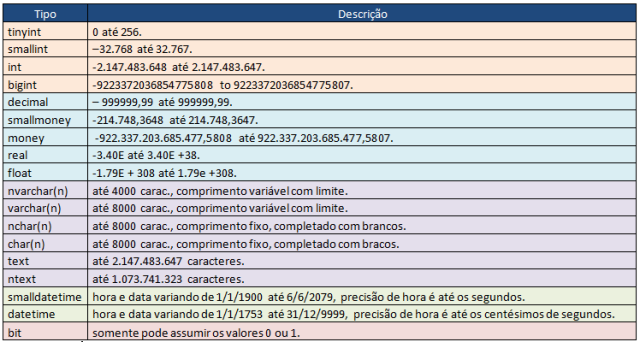 Tipo Descrição
tinyint 0 até 256.
smallint −32.768 até 32.767.
int -2.147.483.648 até 2.147.483.647.
bigint -9223372036854775808 to 9223372036854775807.
decimal – 999999,99 até 999999,99.
smallmoney -214.748,3648 até 214.748,3647.
money -922.337.203.685.477,5808 até 922.337.203.685.477,5807.
real -3.40E até 3.40E +38.
float -1.79E + 308 até 1.79e +308.
nvarchar(n) até 4000 carac., comprimento variável com limite.
varchar(n) até 8000 carac., comprimento variável com limite.
nchar(n) até 8000 carac., comprimento fixo, completado com brancos.
char(n) até 8000 carac., comprimento fixo, completado com bracos.
text até 2.147.483.647 caracteres.
ntext até 1.073.741.323 caracteres.
smalldatetime hora e data variando de 1/1/1900 até 6/6/2079, precisão de hora é até os segundos.
datetime hora e data variando de 1/1/1753 até 31/12/9999, precisão de hora é até os centésimos de segundos.
bit somente pode assumir os valores 0 ou 1.